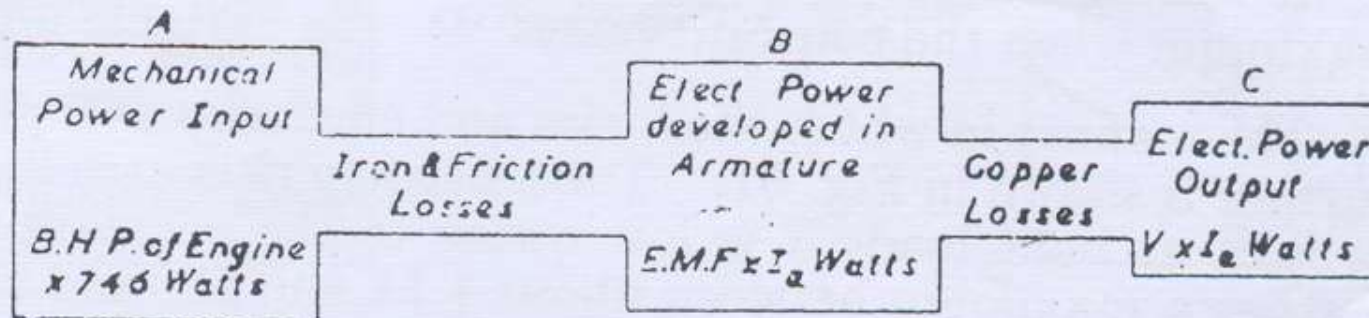 A
Mechanical
Power Input
B.H P. of Engine
x 746 Watts
Iron & Friction
Losses
B
Elect Power
developed in
Armature
E.M.F x Ia Watts
Copper
Losses
C
Elect. Power
Output
V x Ie Watts